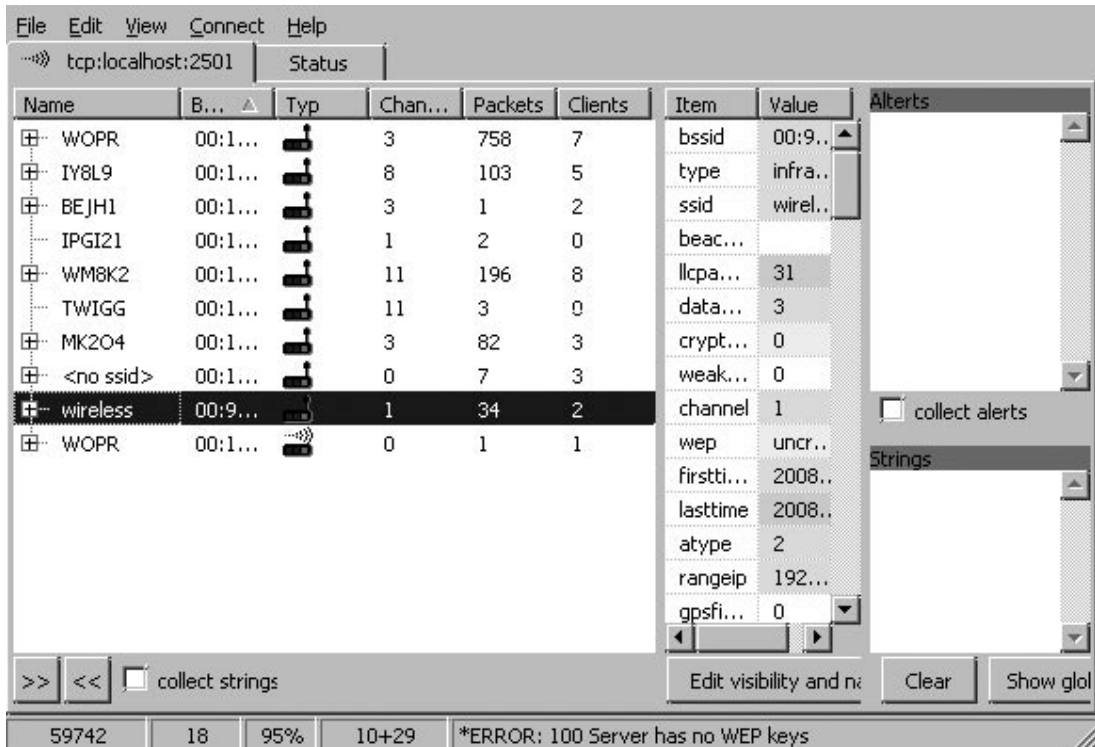 File Edit View Connect Help
tcp:localhost:2501 Status
Name B... Typ Chan... Packets Clients
WOPR 00:1... 3 758 7
IY8L9 00:1... 8 103 5
BEJH1 00:1... 3 1 2
IPGI21 00:1... 1 2 0
WM8K2 00:1... 11 196 8
TWIGG 00:1... 11 3 0
MK2O4 00:1... 3 82 3
<no ssid> 00:1... 0 7 3
wireless 00:9... 1 34 2
WOPR 00:1... 0 1 1
Item Value
bssid 00:9..
type infra..
ssid wirel..
beac...
llcpa... 31
data... 3
crypt... 0
weak... 0
channel 1
wep uncr..
firstti... 2008..
lasttime 2008..
atype 2
rangeip 192...
gpsfi... 0
Alterts
collect alerts
Strings
>> << collect strings
Edit visibility and na
Clear Show glol
59742 18 95% 10+29 *ERROR: 100 Server has no WEP keys